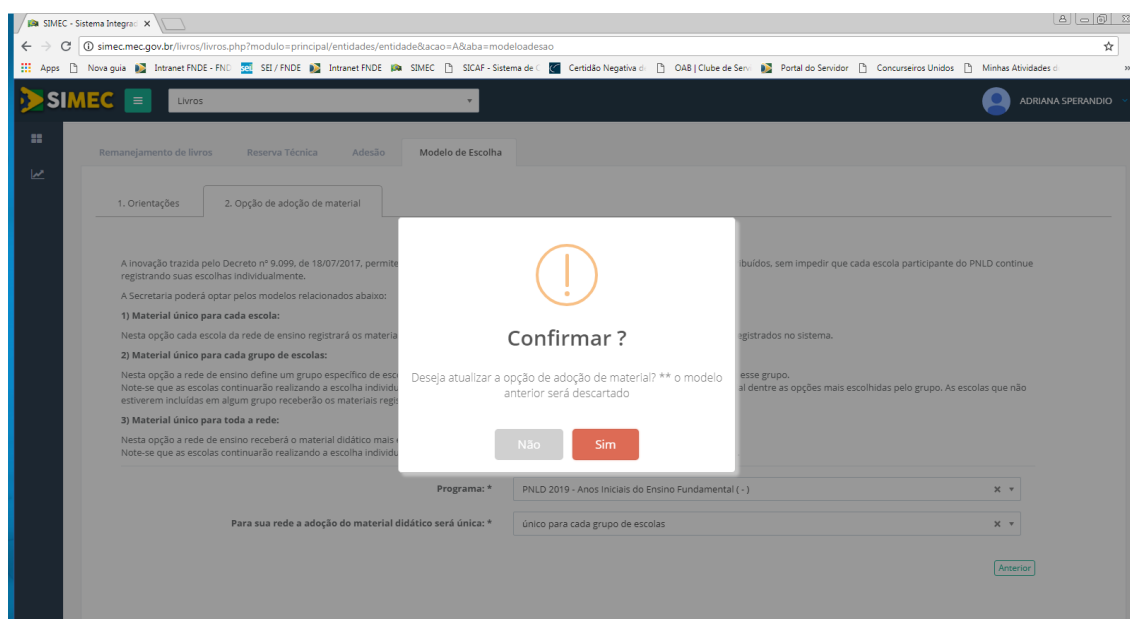 SIMEC - Sistema Integrad
simec.mec.gov.br/livros/livros.php?modulo=principal/entidades/entidade&acao=A&aba=modeloadesao
Apps Nova guia Intranet FNDE - FND SEI / FNDE Intranet FNDE SIMEC SICAF - Sistema de C Certidão Negativa d OAB | Clube de Serv Portal do Servidor Concurseiros Unidos Minhas Atividades d »
SIMEC Livros ADRIANA SPERANDIO
Remanejamento de livros Reserva Técnica Adesão Modelo de Escolha
1. Orientações 2. Opção de adoção de material
A inovação trazida pelo Decreto nº 9.099, de 18/07/2017, permite ibuídos, sem impedir que cada escola participante do PNLD continue
registrando suas escolhas individualmente.
A Secretaria poderá optar pelos modelos relacionados abaixo:
1) Material único para cada escola:
Nesta opção cada escola da rede de ensino registrará os materia egistrados no sistema.
2) Material único para cada grupo de escolas:
Nesta opção a rede de ensino define um grupo específico de esc esse grupo.
Note-se que as escolas continuarão realizando a escolha individu al dentre as opções mais escolhidas pelo grupo. As escolas que não
estiverem incluídas em algum grupo receberão os materiais regis
3) Material único para toda a rede:
Nesta opção a rede de ensino receberá o material didático mais
Note-se que as escolas continuarão realizando a escolha individu
Confirmar ?
Deseja atualizar a opção de adoção de material? ** o modelo
anterior será descartado
Não Sim
Programa: * PNLD 2019 - Anos Iniciais do Ensino Fundamental ( - )
Para sua rede a adoção do material didático será única: * único para cada grupo de escolas
Anterior